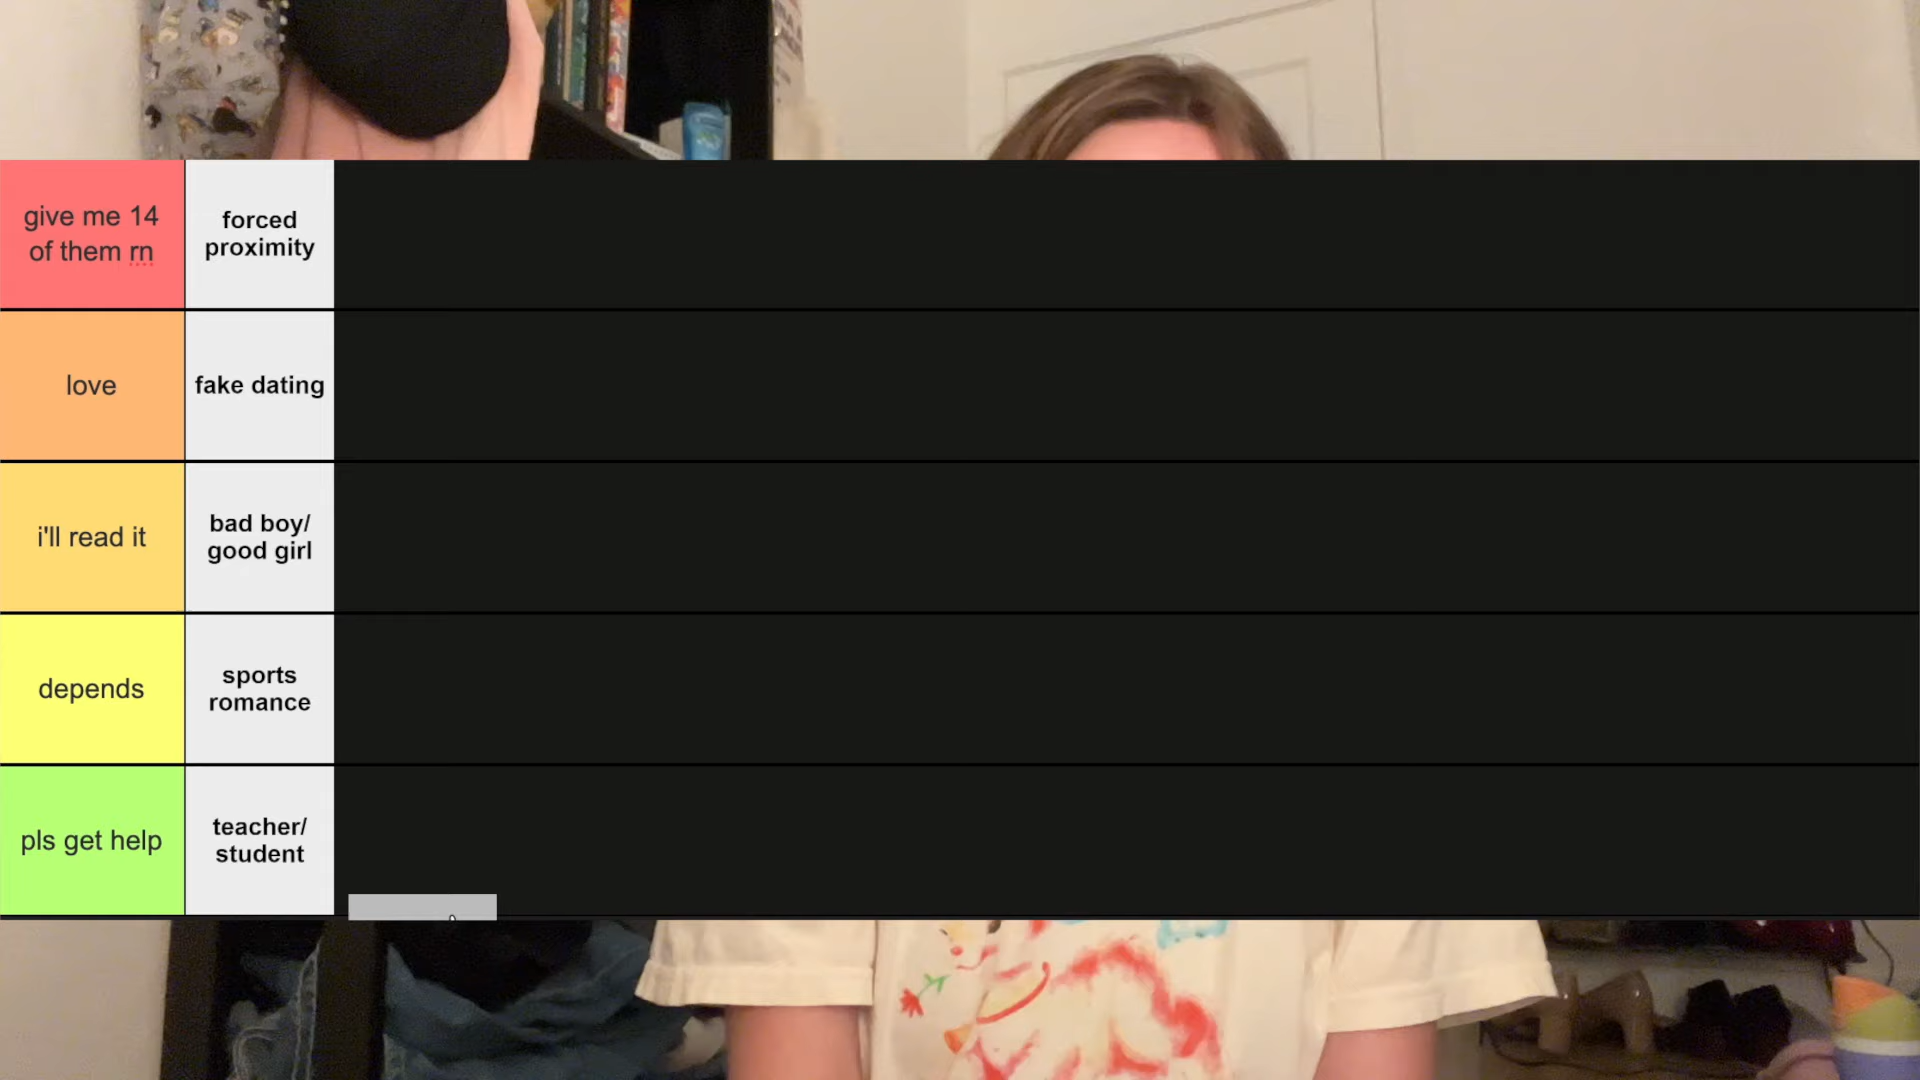 give me 14
of them rn
forced
proximity
love
fake dating
i'll read it
bad boy/
good girl
depends
sports
romance
pls get help
teacher/
student